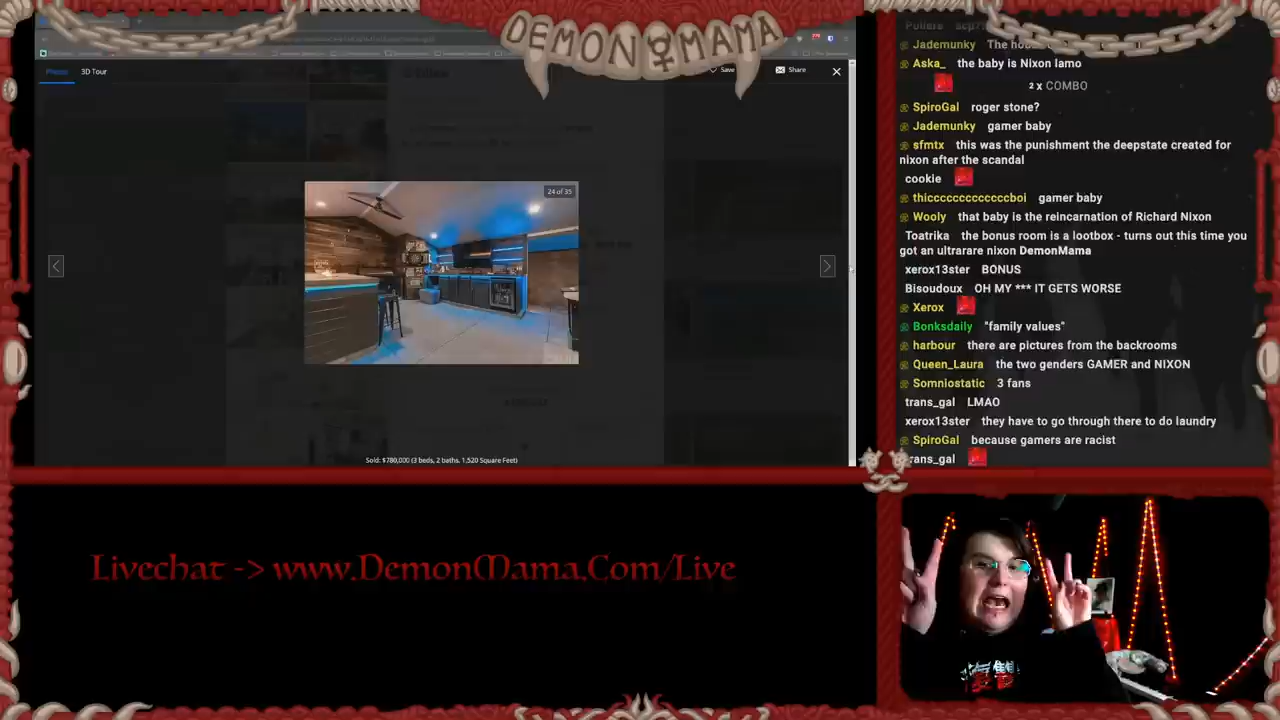 DEMON MAMA
Photos
3D Tour
Save
Share
24 of 35
Sold: $780,000 (3 beds, 2 baths, 1,520 Square Feet)
Poliere
Jademunky
Aska_ the baby is Nixon lamo
2 x COMBO
SpiroGal roger stone?
Jademunky gamer baby
sfmtx this was the punishment the deepstate created for
nixon after the scandal
cookie
thicccccccccccccboi gamer baby
Wooly that baby is the reincarnation of Richard Nixon
Toatrika the bonus room is a lootbox - turns out this time you
got an ultrarare nixon DemonMama
xerox13ster BONUS
Bisoudoux OH MY *** IT GETS WORSE
Xerox
Bonksdaily "family values"
harbour there are pictures from the backrooms
Queen_Laura the two genders GAMER and NIXON
Somniostatic 3 fans
trans_gal LMAO
xerox13ster they have to go through there to do laundry
SpiroGal because gamers are racist
rans_gal
Livechat -> www.DemonMama.Com/Live